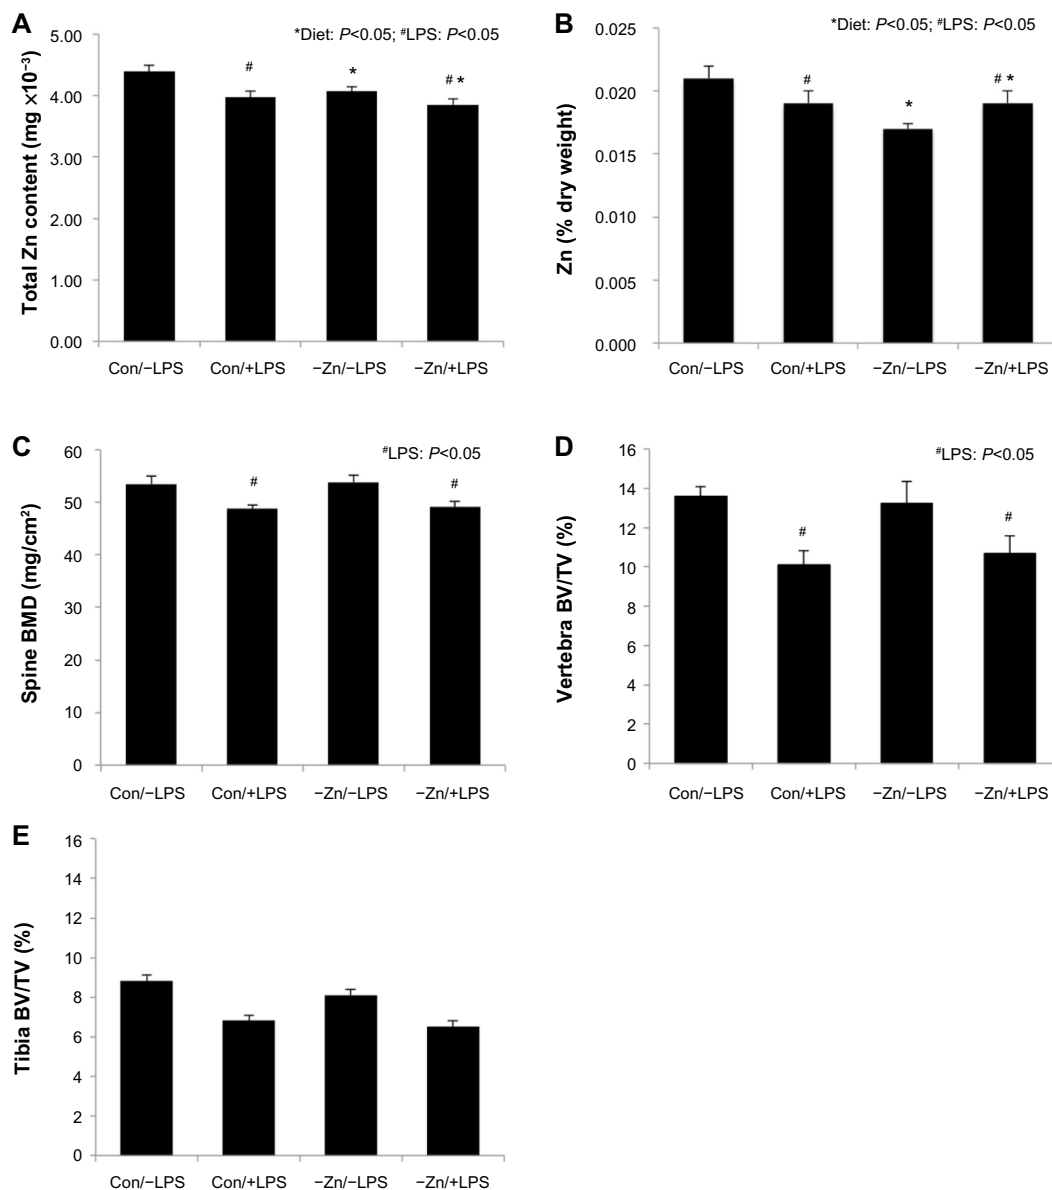 A
*Diet: P<0.05; #LPS: P<0.05
Total Zn content (mg ×10⁻³)
5.00
4.00
3.00
2.00
1.00
0.00
#
*
# *
Con/−LPS Con/+LPS −Zn/−LPS −Zn/+LPS
B
*Diet: P<0.05; #LPS: P<0.05
Zn (% dry weight)
0.025
0.020
0.015
0.010
0.005
0.000
#
*
# *
Con/−LPS Con/+LPS −Zn/−LPS −Zn/+LPS
C
#LPS: P<0.05
Spine BMD (mg/cm²)
60
50
40
30
20
10
0
#
#
Con/−LPS Con/+LPS −Zn/−LPS −Zn/+LPS
D
#LPS: P<0.05
Vertebra BV/TV (%)
16
14
12
10
8
6
4
2
0
#
#
Con/−LPS Con/+LPS −Zn/−LPS −Zn/+LPS
E
Tibia BV/TV (%)
16
14
12
10
8
6
4
2
0
Con/−LPS Con/+LPS −Zn/−LPS −Zn/+LPS